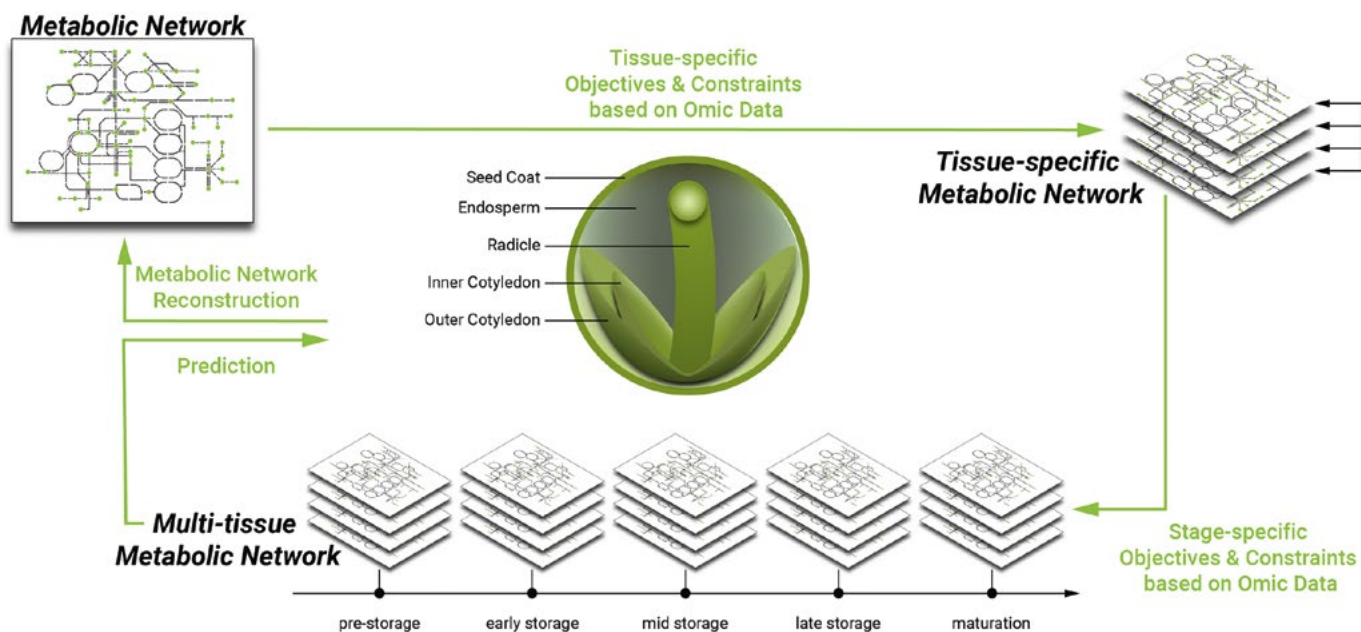 Metabolic Network
Tissue-specific
Objectives & Constraints
based on Omic Data
Tissue-specific
Metabolic Network
Seed Coat
Endosperm
Radicle
Inner Cotyledon
Outer Cotyledon
Metabolic Network
Reconstruction
Prediction
Multi-tissue
Metabolic Network
Stage-specific
Objectives & Constraints
based on Omic Data
pre-storage
early storage
mid storage
late storage
maturation